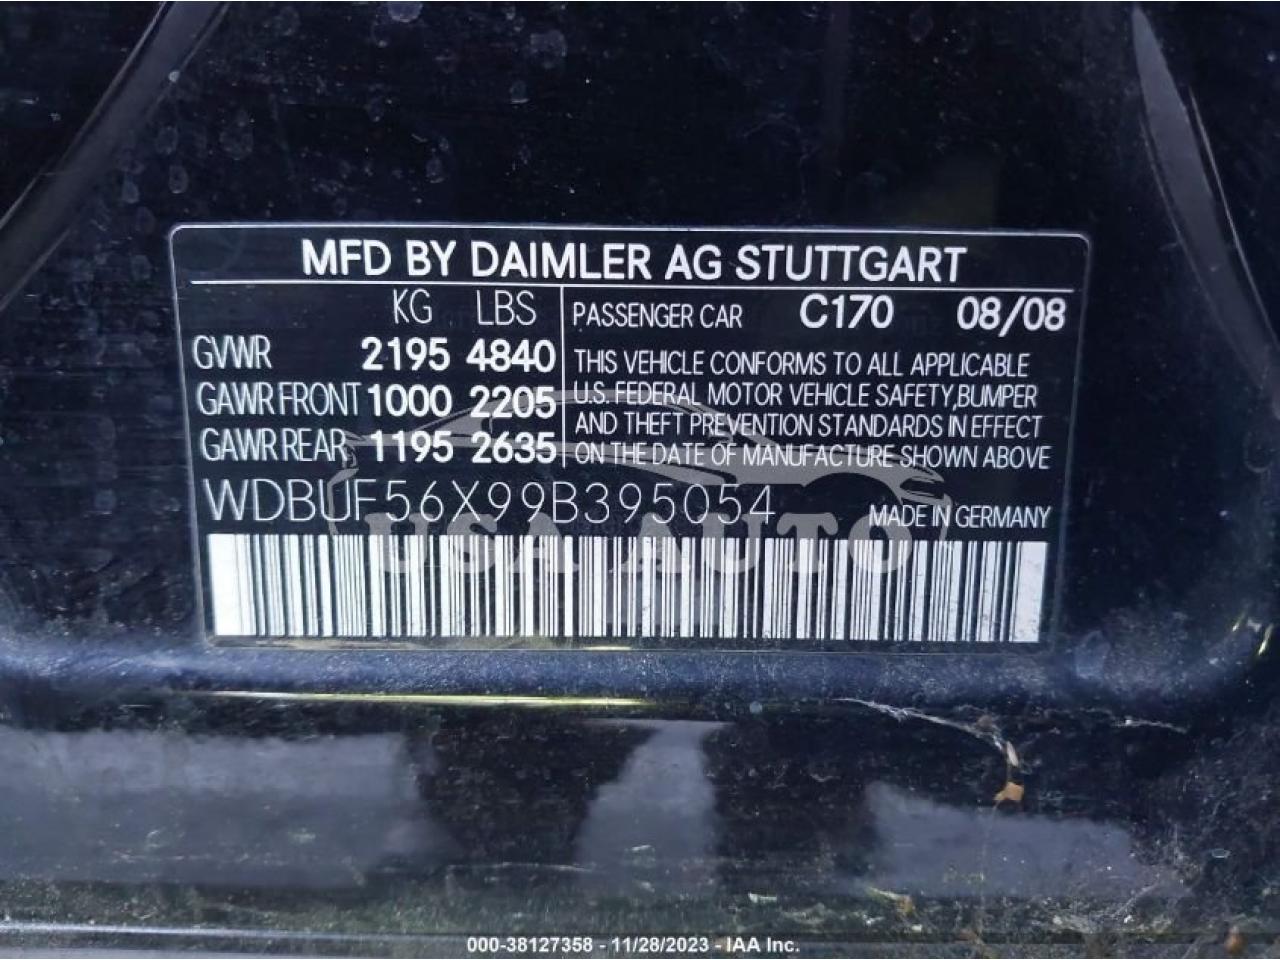 MFD BY DAIMLER AG STUTTGART
KG LBS
GVWR 2195 4840
GAWR FRONT 1000 2205
GAWR REAR 1195 2635
PASSENGER CAR C170 08/08
THIS VEHICLE CONFORMS TO ALL APPLICABLE
U.S. FEDERAL MOTOR VEHICLE SAFETY,BUMPER
AND THEFT PREVENTION STANDARDS IN EFFECT
ON THE DATE OF MANUFACTURE SHOWN ABOVE
WDBUF56X99B395054 MADE IN GERMANY
USA AUTO
000-38127358 - 11/28/2023 - IAA Inc.